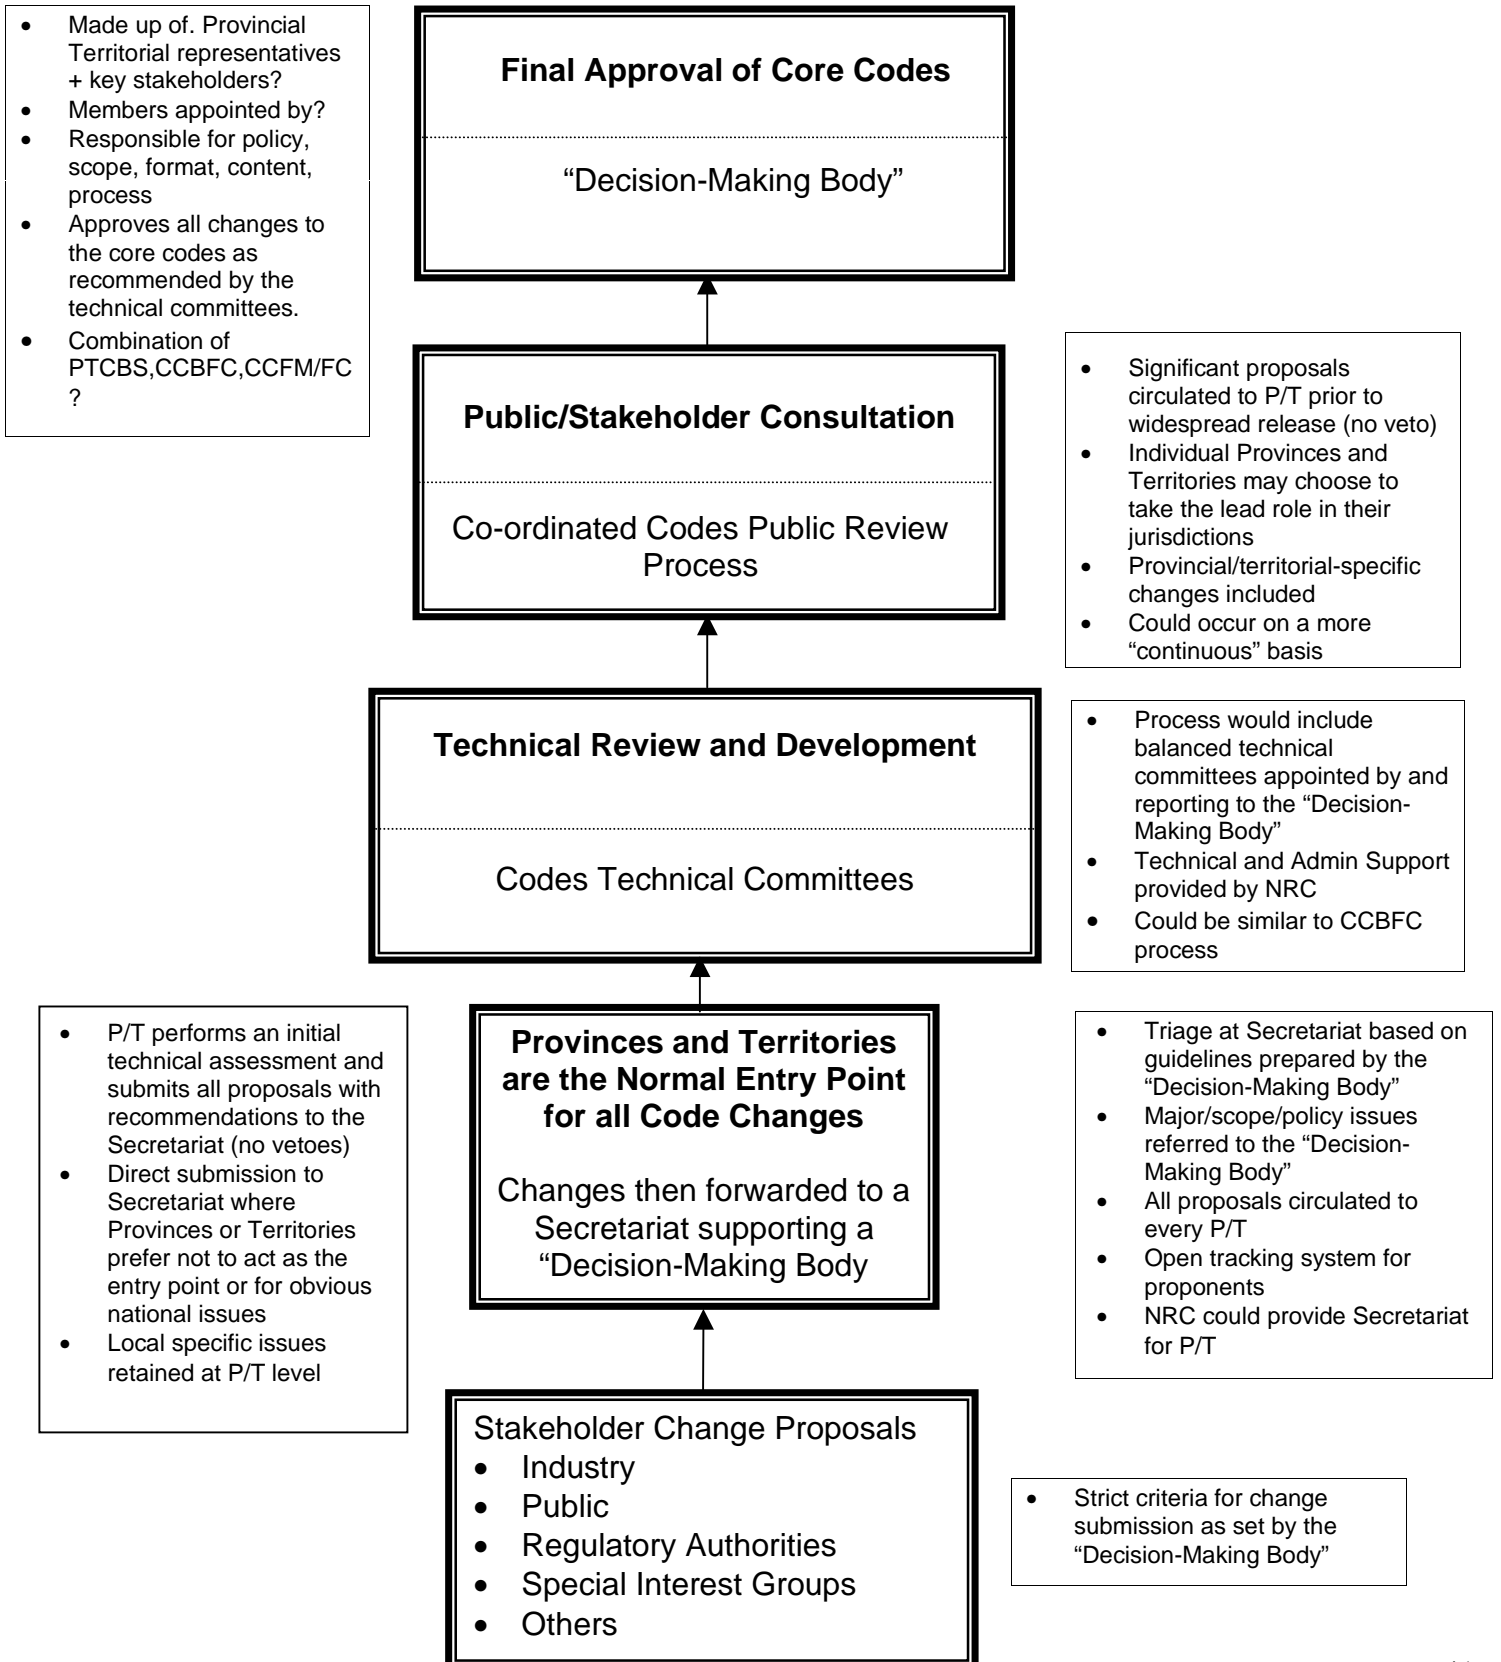 • Made up of. Provincial
Territorial representatives
+ key stakeholders?
• Members appointed by?
• Responsible for policy,
scope, format, content,
process
• Approves all changes to
the core codes as
recommended by the
technical committees.
• Combination of
PTCBS,CCBFC,CCFM/FC
?
Final Approval of Core Codes
“Decision-Making Body”
Public/Stakeholder Consultation
Co-ordinated Codes Public Review
Process
• Significant proposals
circulated to P/T prior to
widespread release (no veto)
• Individual Provinces and
Territories may choose to
take the lead role in their
jurisdictions
• Provincial/territorial-specific
changes included
• Could occur on a more
“continuous” basis
Technical Review and Development
Codes Technical Committees
• Process would include
balanced technical
committees appointed by and
reporting to the “Decision-
Making Body”
• Technical and Admin Support
provided by NRC
• Could be similar to CCBFC
process
• P/T performs an initial
technical assessment and
submits all proposals with
recommendations to the
Secretariat (no vetoes)
• Direct submission to
Secretariat where
Provinces or Territories
prefer not to act as the
entry point or for obvious
national issues
• Local specific issues
retained at P/T level
Provinces and Territories
are the Normal Entry Point
for all Code Changes
Changes then forwarded to a
Secretariat supporting a
“Decision-Making Body
• Triage at Secretariat based on
guidelines prepared by the
“Decision-Making Body”
• Major/scope/policy issues
referred to the “Decision-
Making Body”
• All proposals circulated to
every P/T
• Open tracking system for
proponents
• NRC could provide Secretariat
for P/T
Stakeholder Change Proposals
• Industry
• Public
• Regulatory Authorities
• Special Interest Groups
• Others
• Strict criteria for change
submission as set by the
“Decision-Making Body”